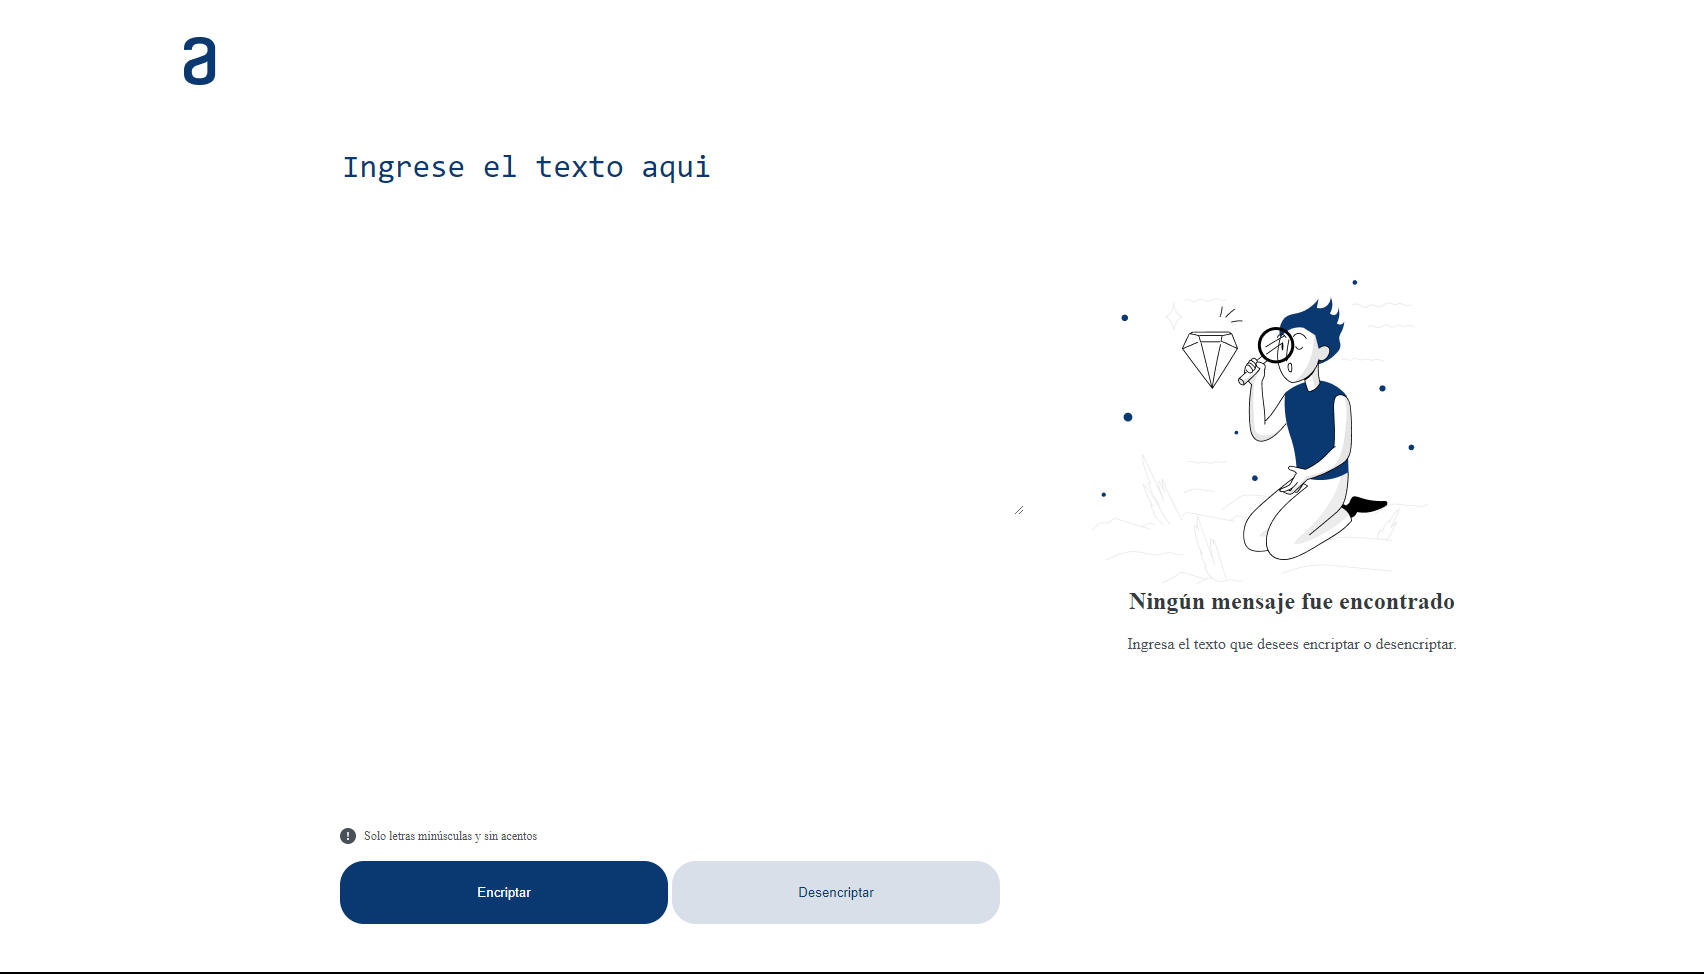 a
Ingrese el texto aqui
Ningún mensaje fue encontrado
Ingresa el texto que desees encriptar o desencriptar.
! Solo letras minúsculas y sin acentos
Encriptar
Desencriptar